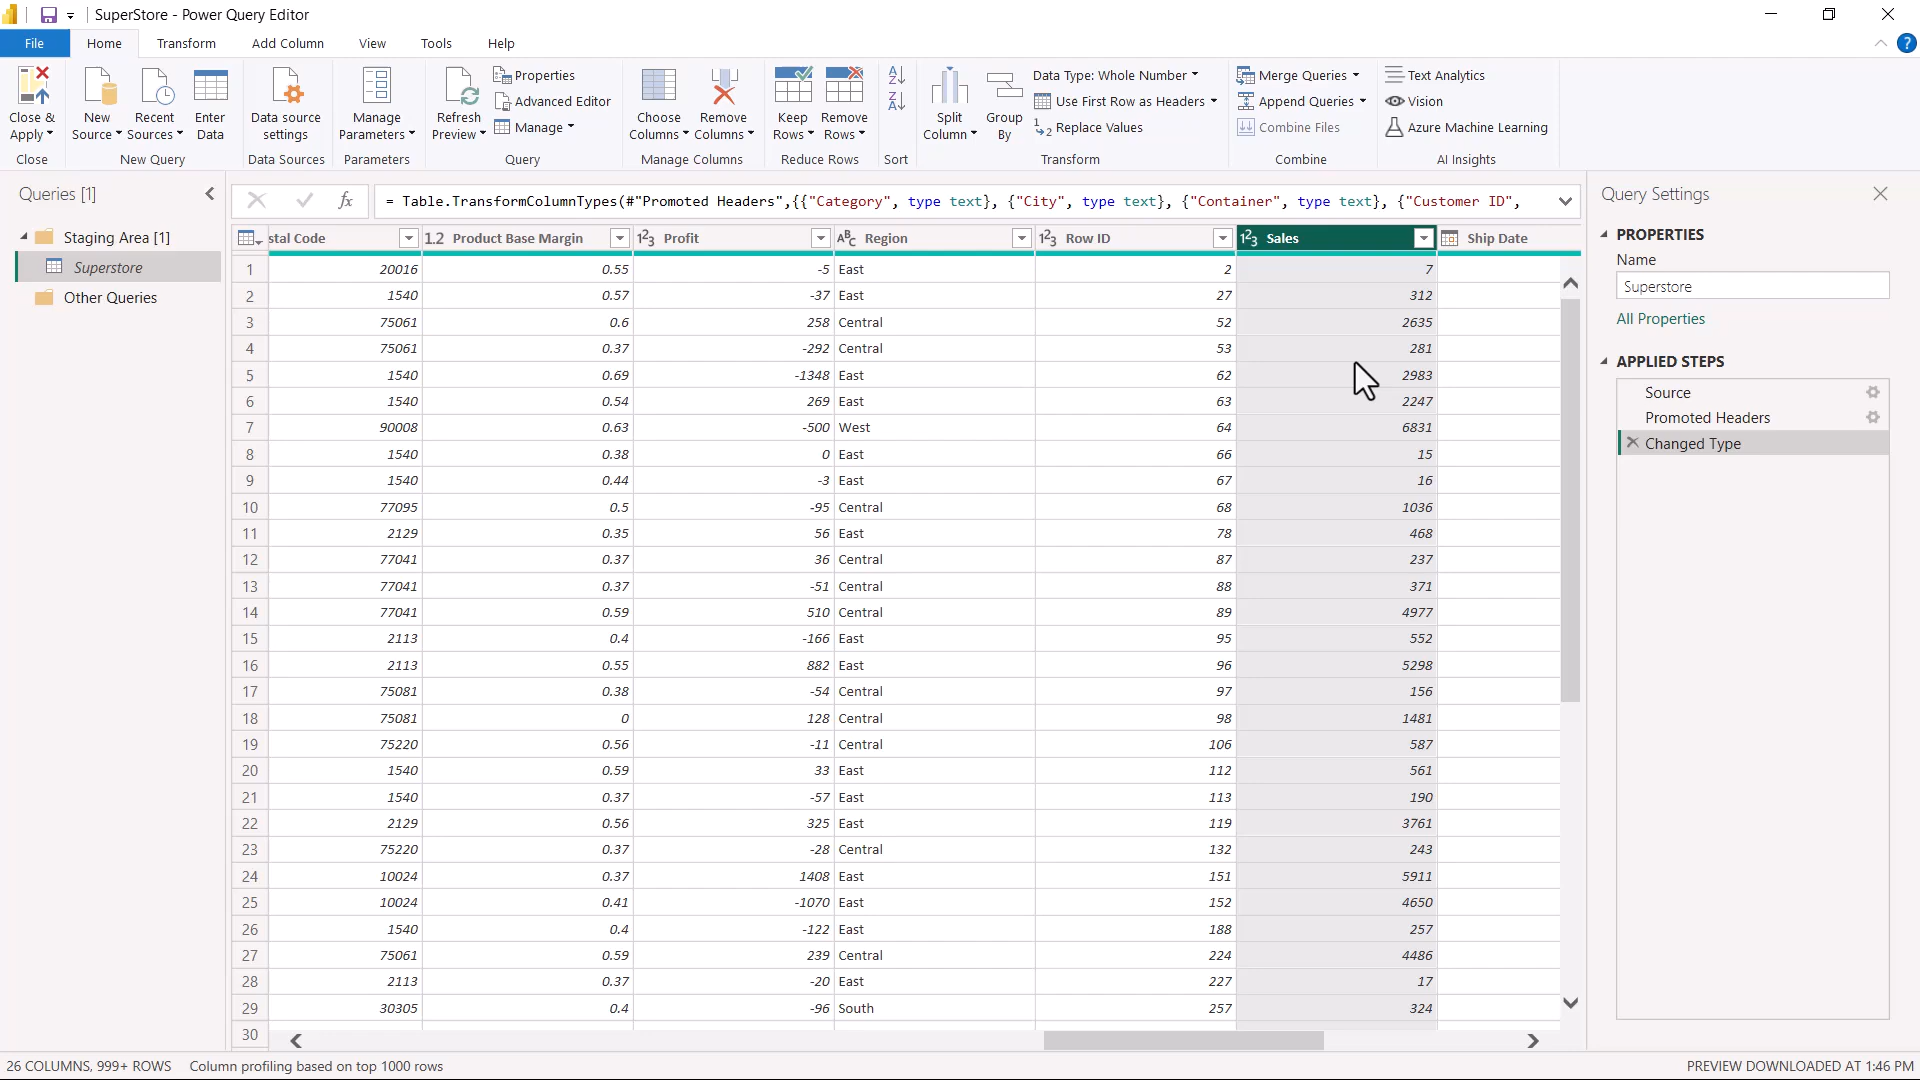 SuperStore - Power Query Editor
File Home Transform Add Column View Tools Help
Close & Apply
New Source
Recent Sources
Enter Data
Data source settings
Manage Parameters
Refresh Preview
Properties
Advanced Editor
Manage
Choose Columns
Remove Columns
Keep Rows
Remove Rows
Split Column
Group By
Data Type: Whole Number
Use First Row as Headers
Replace Values
Merge Queries
Append Queries
Combine Files
Text Analytics
Vision
Azure Machine Learning
Close New Query Data Sources Parameters Query Manage Columns Reduce Rows Sort Transform Combine AI Insights
Queries [1]
Staging Area [1]
Superstore
Other Queries
fx = Table.TransformColumnTypes(#"Promoted Headers",{{"Category", type text}, {"City", type text}, {"Container", type text}, {"Customer ID",
stal Code 1.2 Product Base Margin 123 Profit ABC Region 123 Row ID 123 Sales Ship Date
1 20016 0.55 -5 East 2 7
2 1540 0.57 -37 East 27 312
3 75061 0.6 258 Central 52 2635
4 75061 0.37 -292 Central 53 281
5 1540 0.69 -1348 East 62 2983
6 1540 0.54 269 East 63 2247
7 90008 0.63 -500 West 64 6831
8 1540 0.38 0 East 66 15
9 1540 0.44 -3 East 67 16
10 77095 0.5 -95 Central 68 1036
11 2129 0.35 56 East 78 468
12 77041 0.37 36 Central 87 237
13 77041 0.37 -51 Central 88 371
14 77041 0.59 510 Central 89 4977
15 2113 0.4 -166 East 95 552
16 2113 0.55 882 East 96 5298
17 75081 0.38 -54 Central 97 156
18 75081 0 128 Central 98 1481
19 75220 0.56 -11 Central 106 587
20 1540 0.59 33 East 112 561
21 1540 0.37 -57 East 113 190
22 2129 0.56 325 East 119 3761
23 75220 0.37 -28 Central 132 243
24 10024 0.37 1408 East 151 5911
25 10024 0.41 -1070 East 152 4650
26 1540 0.4 -122 East 188 257
27 75061 0.59 239 Central 224 4486
28 2113 0.37 -20 East 227 17
29 30305 0.4 -96 South 257 324
30
Query Settings
PROPERTIES
Name
Superstore
All Properties
APPLIED STEPS
Source
Promoted Headers
Changed Type
26 COLUMNS, 999+ ROWS Column profiling based on top 1000 rows PREVIEW DOWNLOADED AT 1:46 PM